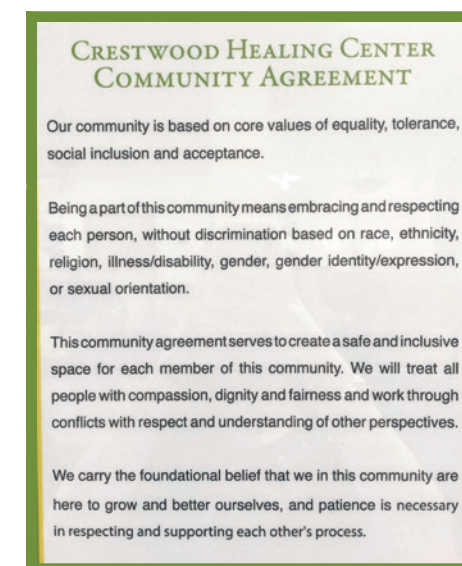 CRESTWOOD HEALING CENTER
COMMUNITY AGREEMENT
Our community is based on core values of equality, tolerance,
social inclusion and acceptance.
Being a part of this community means embracing and respecting
each person, without discrimination based on race, ethnicity,
religion, illness/disability, gender, gender identity/expression,
or sexual orientation.
This community agreement serves to create a safe and inclusive
space for each member of this community. We will treat all
people with compassion, dignity and fairness and work through
conflicts with respect and understanding of other perspectives.
We carry the foundational belief that we in this community are
here to grow and better ourselves, and patience is necessary
in respecting and supporting each other's process.